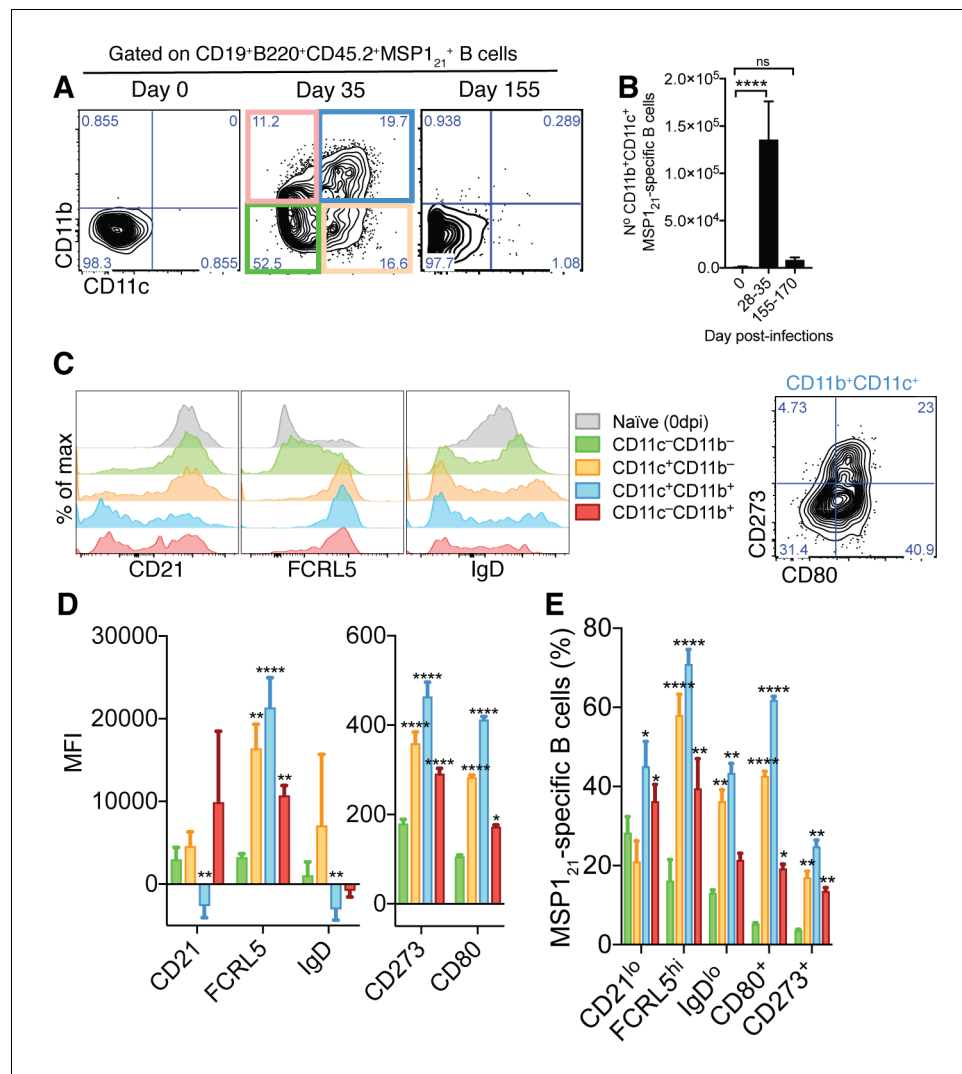 Gated on CD19⁺B220⁺CD45.2⁺MSP1₂₁⁺ B cells
A
Day 0
Day 35
Day 155
0.855
0
98.3
0.855
11.2
19.7
52.5
16.6
0.938
0.289
97.7
1.08
CD11b
CD11c
B
ns
****
Nº CD11b⁺CD11c⁺
MSP1₂₁-specific B cells
2.0×10⁵
1.5×10⁵
1.0×10⁵
5.0×10⁴
0.0
0
28-35
155-170
Day post-infections
C
% of max
CD21
FCRL5
IgD
Naïve (0dpi)
CD11c⁻CD11b⁻
CD11c⁺CD11b⁻
CD11c⁺CD11b⁺
CD11c⁻CD11b⁺
CD11b⁺CD11c⁺
4.73
23
31.4
40.9
CD273
CD80
D
MFI
30000
20000
10000
0
**
**
****
**
**
CD21
FCRL5
IgD
600
400
200
0
****
****
****
****
****
*
CD273
CD80
E
MSP1₂₁-specific B cells (%)
80
60
40
20
0
*
*
****
****
**
**
**
****
****
*
**
**
**
CD21ˡᵒ
FCRL5ʰⁱ
IgDˡᵒ
CD80⁺
CD273⁺